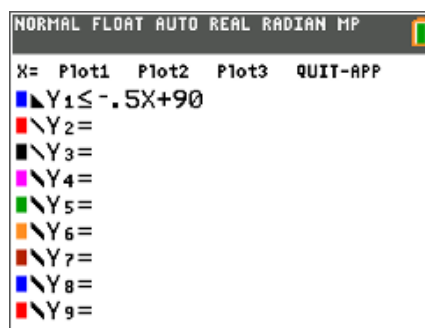 NORMAL FLOAT AUTO REAL RADIAN MP
X= Plot1 Plot2 Plot3 QUIT-APP
Y₁≤-.5X+90
Y₂=
Y₃=
Y₄=
Y₅=
Y₆=
Y₇=
Y₈=
Y₉=